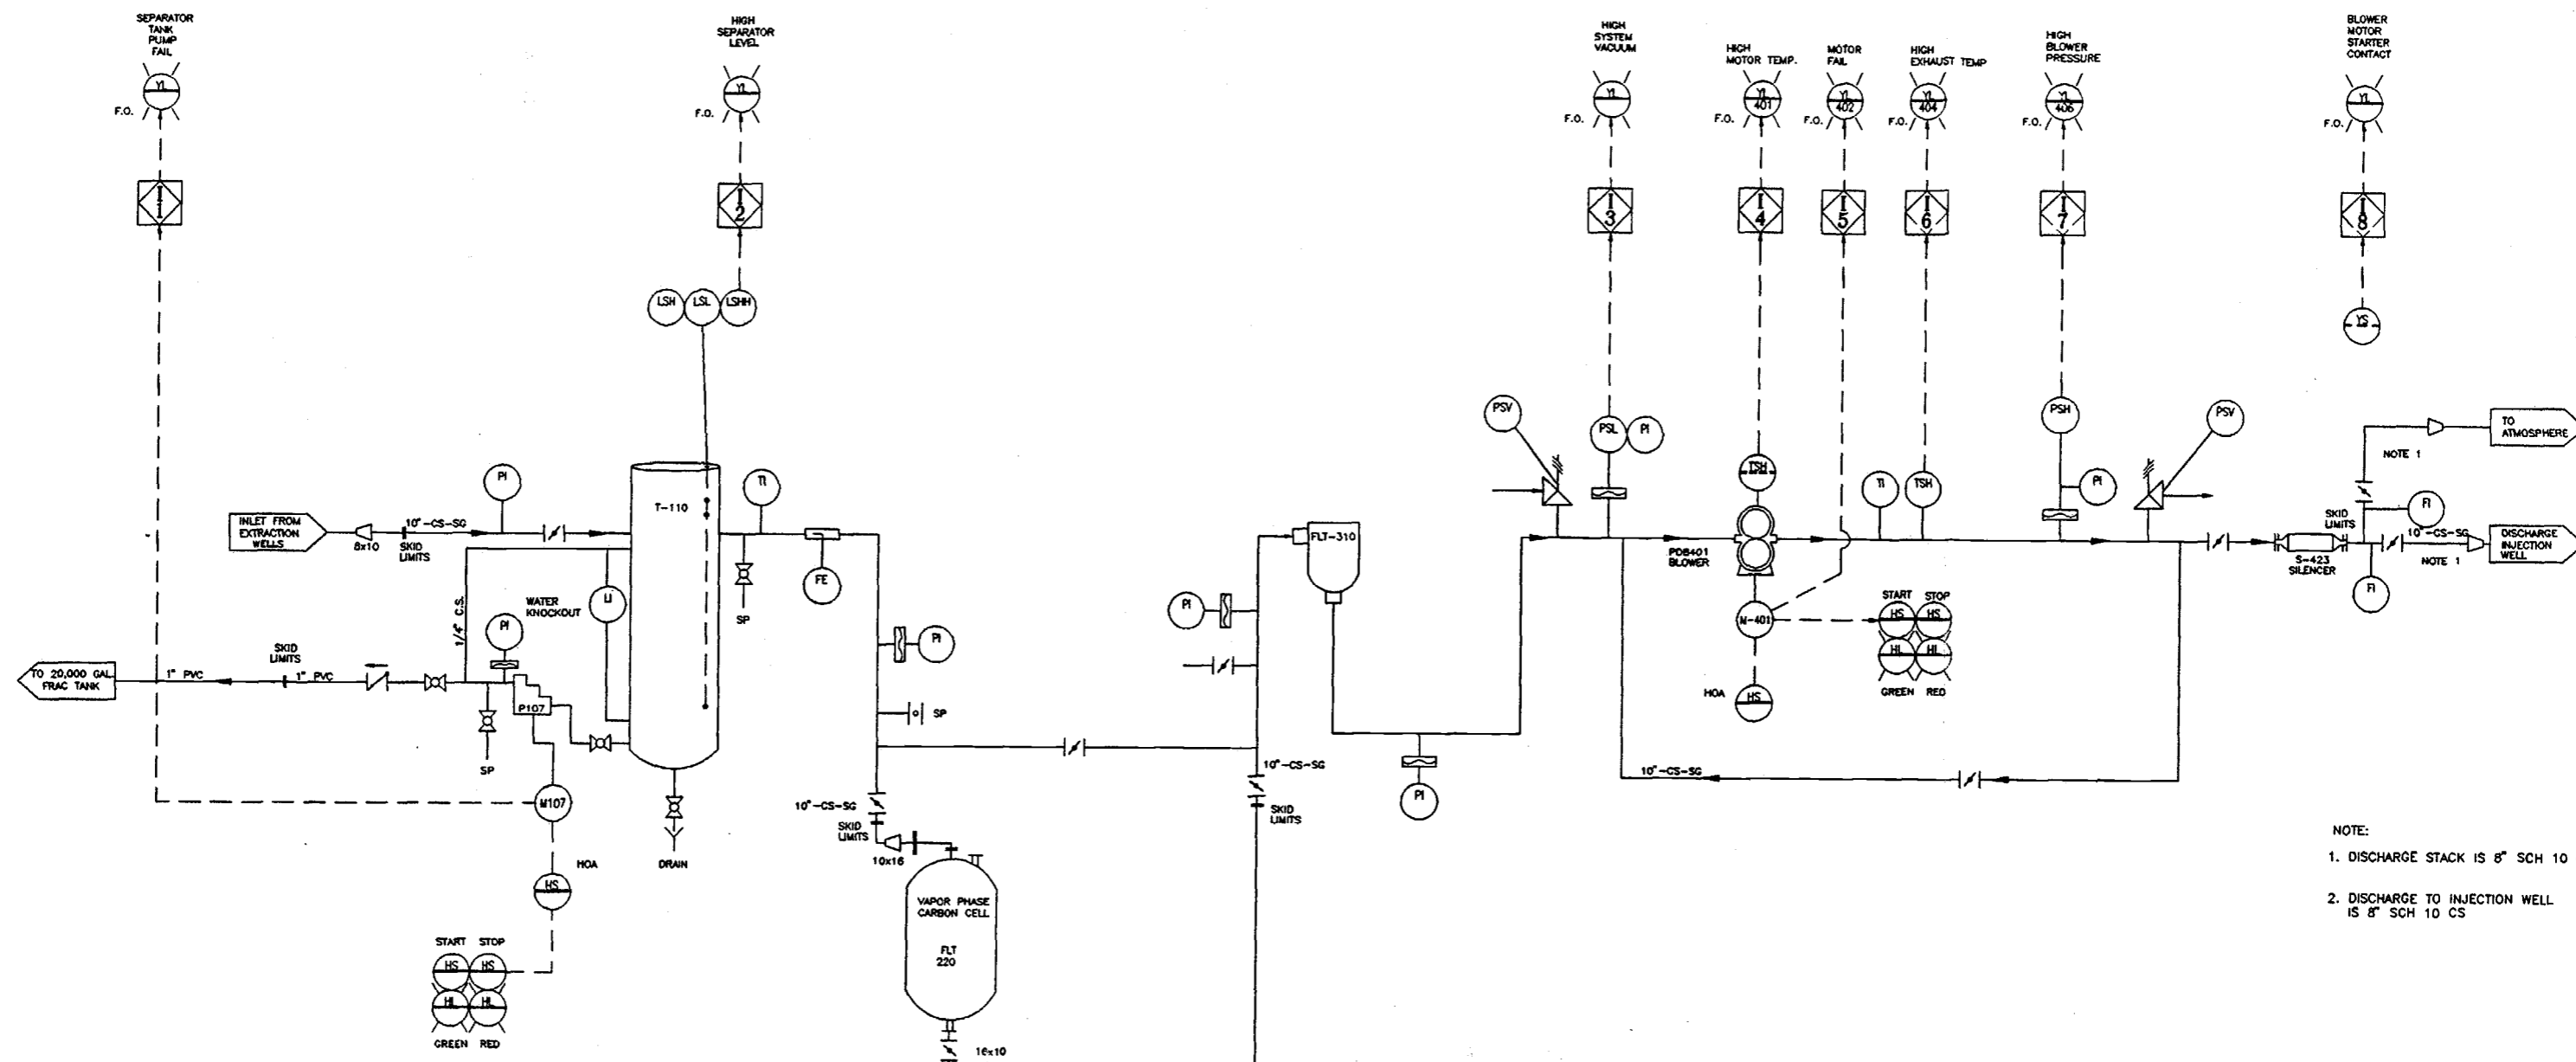 SEPARATOR
TANK
PUMP
FAIL
YL
F.O.
I
1
HIGH
SEPARATOR
LEVEL
YL
F.O.
I
2
LSH
LSL
LSHH
HIGH
SYSTEM
VACUUM
YL
F.O.
I
3
HIGH
MOTOR TEMP.
YL
401
F.O.
I
4
MOTOR
FAIL
YL
402
F.O.
I
5
HIGH
EXHAUST TEMP
YL
404
F.O.
I
6
HIGH
BLOWER
PRESSURE
YL
406
F.O.
I
7
BLOWER
MOTOR
STARTER
CONTACT
YL
F.O.
I
8
YS
INLET FROM
EXTRACTION
WELLS
8x10
10"-CS-SG
SKID
LIMITS
PI
T-110
TI
SP
FE
1/4" C.S.
WATER
KNOCKOUT
LI
PI
TO 20,000 GAL
FRAC TANK
1" PVC
SKID
LIMITS
1" PVC
P107
SP
M107
HOA
HS
START STOP
HS HS
HL HL
GREEN RED
DRAIN
PI
SP
10"-CS-SG
SKID
LIMITS
10x16
VAPOR PHASE
CARBON CELL
FLT
220
16x10
PI
10"-CS-SG
SKID
LIMITS
FLT-310
PI
PSV
PSL
PI
TSH
PDB401
BLOWER
M-401
HOA
HS
START STOP
HS HS
HL HL
GREEN RED
TI
TSH
PSH
PI
PSV
10"-CS-SG
S-423
SILENCER
SKID
LIMITS
FI
FI
10"-CS-SG
NOTE 1
NOTE 1
TO
ATMOSPHERE
DISCHARGE
INJECTION
WELL
NOTE:
1. DISCHARGE STACK IS 8" SCH 10
2. DISCHARGE TO INJECTION WELL
IS 8" SCH 10 CS